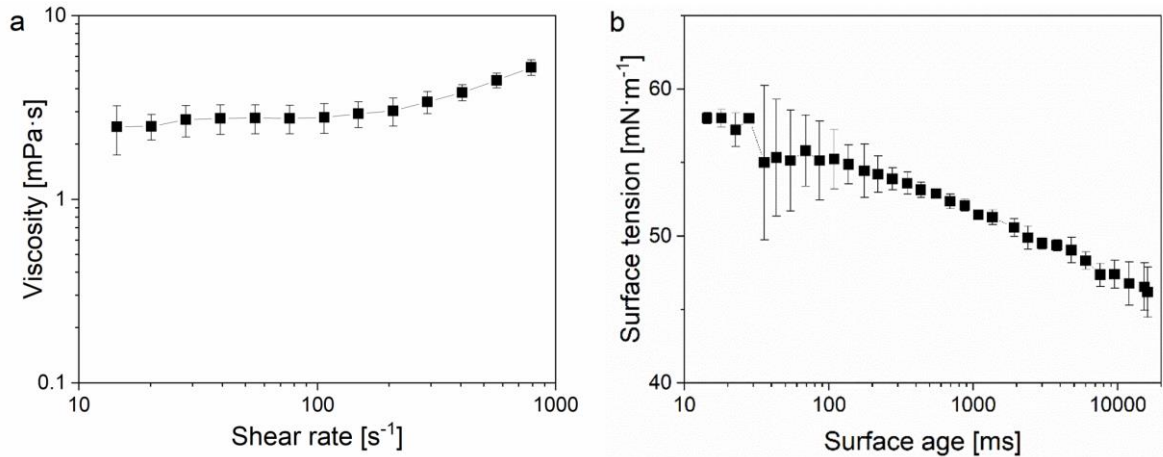 a
10
1
0.1
Viscosity [mPa·s]
10
100
1000
Shear rate [s⁻¹]
b
60
50
40
Surface tension [mN·m⁻¹]
10
100
1000
10000
Surface age [ms]